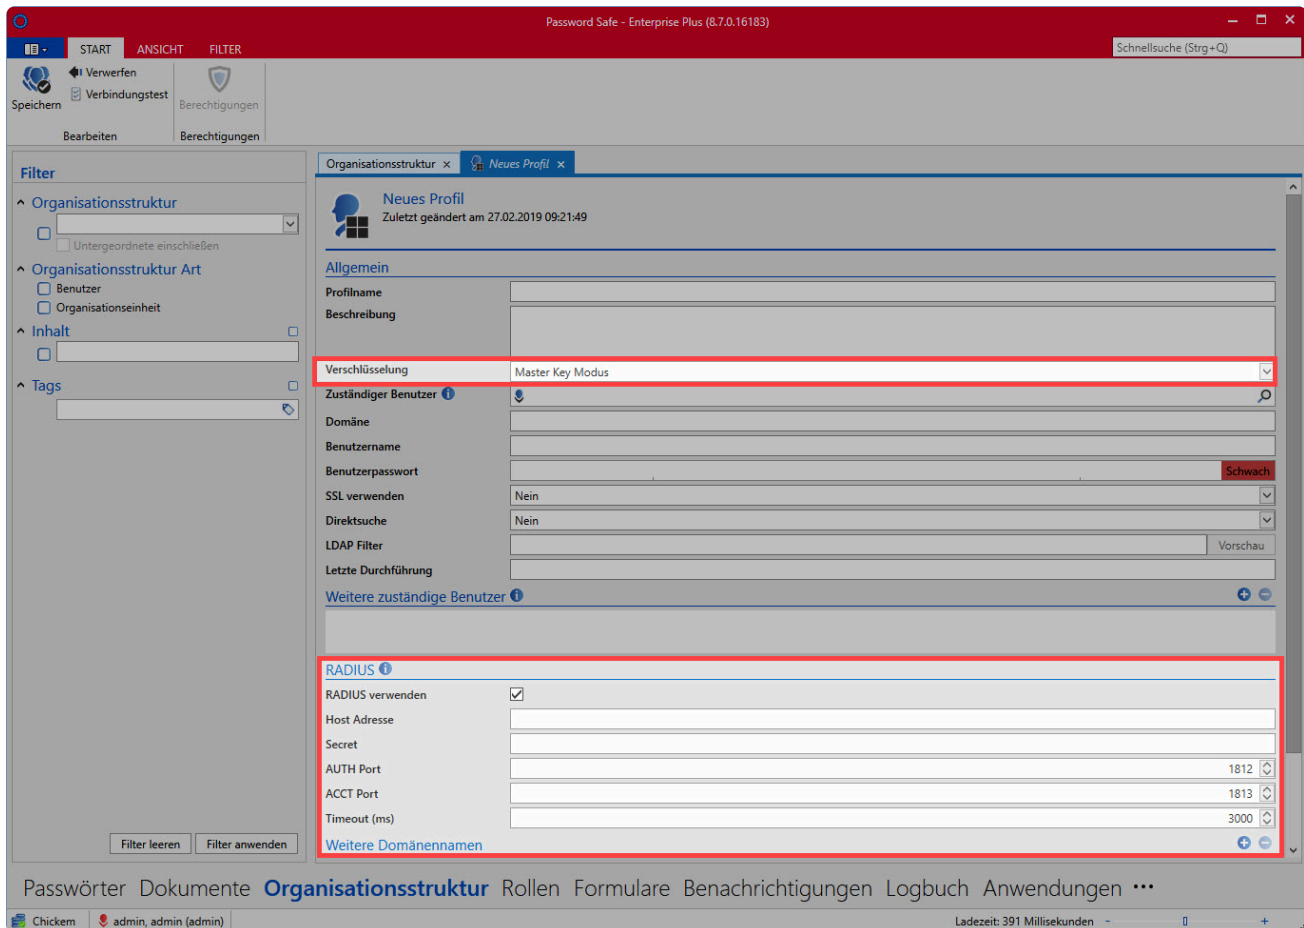 Password Safe - Enterprise Plus (8.7.0.16183)
START ANSICHT FILTER
Schnellsuche (Strg+Q)
Speichern
Verwerfen
Verbindungstest
Berechtigungen
Bearbeiten
Berechtigungen
Filter
Organisationsstruktur
Untergeordnete einschließen
Organisationsstruktur Art
Benutzer
Organisationseinheit
Inhalt
Tags
Filter leeren
Filter anwenden
Organisationsstruktur x
Neues Profil x
Neues Profil
Zuletzt geändert am 27.02.2019 09:21:49
Allgemein
Profilname
Beschreibung
Verschlüsselung Master Key Modus
Zuständiger Benutzer
Domäne
Benutzername
Benutzerpasswort Schwach
SSL verwenden Nein
Direktsuche Nein
LDAP Filter Vorschau
Letzte Durchführung
Weitere zuständige Benutzer
RADIUS
RADIUS verwenden
Host Adresse
Secret
AUTH Port 1812
ACCT Port 1813
Timeout (ms) 3000
Weitere Domänennamen
Passwörter Dokumente Organisationsstruktur Rollen Formulare Benachrichtigungen Logbuch Anwendungen ···
Chickem admin, admin (admin) Ladezeit: 391 Millisekunden - +